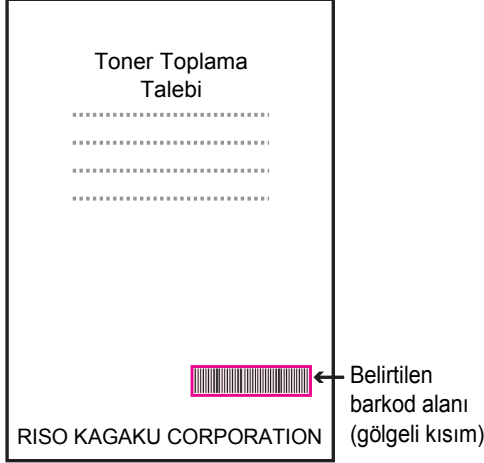 Toner Toplama
Talebi
Belirtilen
barkod alanı
(gölgeli kısım)
RISO KAGAKU CORPORATION